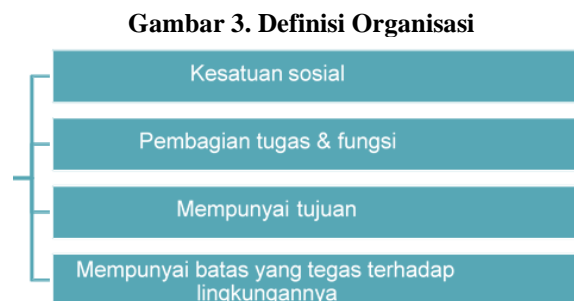 Gambar 3. Definisi Organisasi
Kesatuan sosial
Pembagian tugas & fungsi
Mempunyai tujuan
Mempunyai batas yang tegas terhadap
lingkungannya